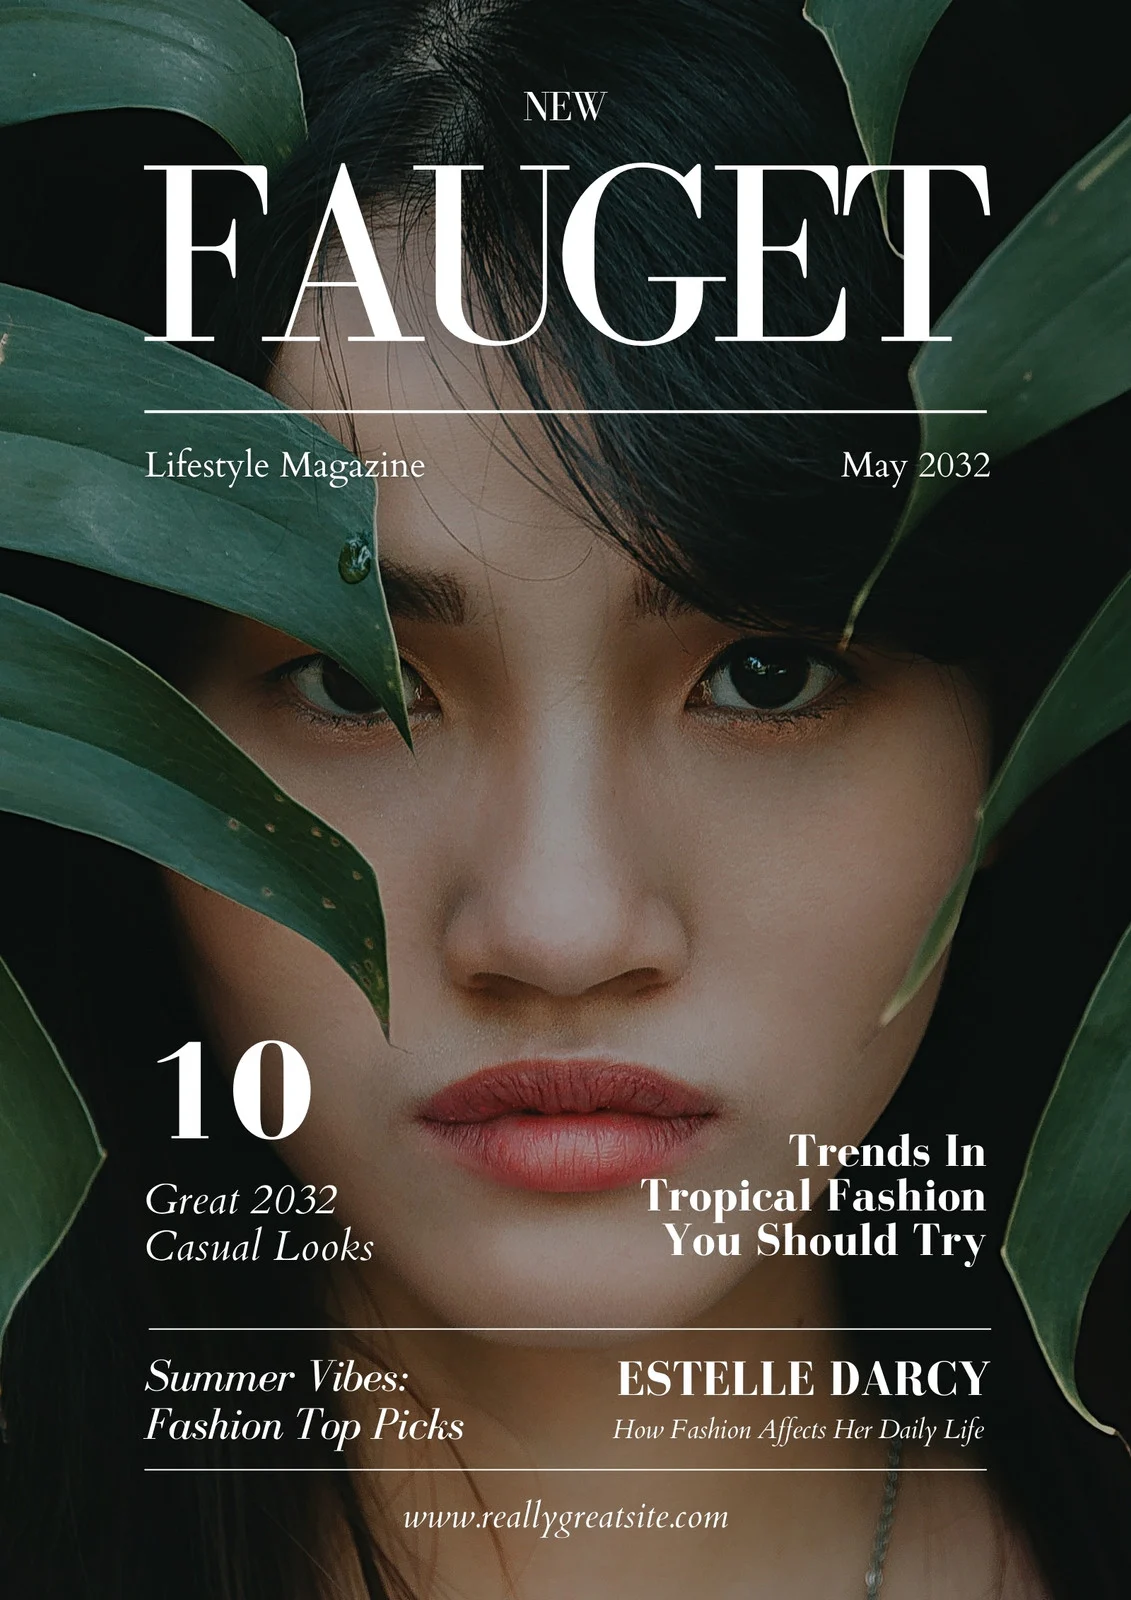 NEW
FAUGET
Lifestyle Magazine
May 2032
10
Great 2032
Casual Looks
Trends In
Tropical Fashion
You Should Try
Summer Vibes:
Fashion Top Picks
ESTELLE DARCY
How Fashion Affects Her Daily Life
www.reallygreatsite.com